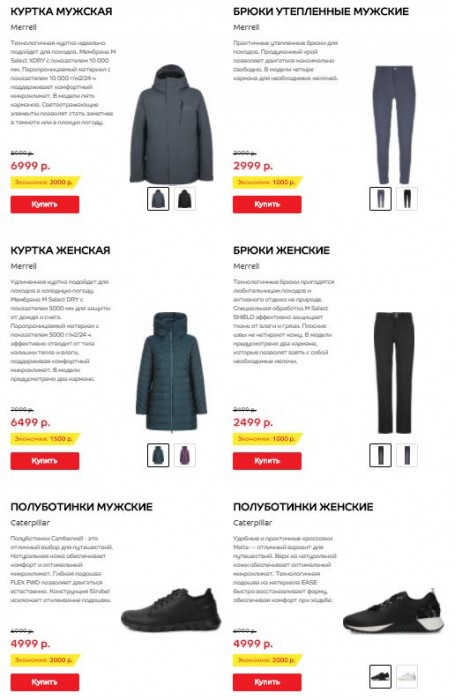 КУРТКА МУЖСКАЯ
Merrell
Технологичная куртка идеально
подойдет для походов. Мембрана M
Select XDRY с показателем 10 000
мм. Паропроницаемый материал с
показателем 10 000 г/м2/24 ч
поддерживает комфортный
микроклимат. В модели пять
карманов. Светоотражающие
элементы позволят стать заметнее
в темноте или в плохую погоду.
8999 р.
6999 р.
Экономия: 2000 р.
Купить
БРЮКИ УТЕПЛЕННЫЕ МУЖСКИЕ
Merrell
Практичные утепленные брюки для
походов. Продуманный крой
позволяет двигаться максимально
свободно. В модели четыре
кармана для необходимых мелочей.
3999 р.
2999 р.
Экономия: 1000 р.
Купить
КУРТКА ЖЕНСКАЯ
Merrell
Удлиненная куртка подойдет для
походов в холодную погоду.
Мембрана M Select DRY с
показателем 5000 мм для защиты
от дождя и снега.
Паропроницаемый материал с
показателем 5000 г/м2/24 ч
эффективно отводит от тела
излишки тепла и влаги,
поддерживая комфортный
микроклимат. В модели
предусмотрено два кармана.
7999 р.
6499 р.
Экономия: 1500 р.
Купить
БРЮКИ ЖЕНСКИЕ
Merrell
Технологичные брюки пригодятся
любительницам походов и
активного отдыха на природе.
Специальная обработка M Select
SHIELD эффективно защищает
ткань от влаги и грязи. Плоские
швы не натирают кожу. В модели
предусмотрено два кармана,
которые позволят взять с собой
необходимые мелочи.
3499 р.
2499 р.
Экономия: 1000 р.
Купить
ПОЛУБОТИНКИ МУЖСКИЕ
Caterpillar
Полуботинки Camberwell - это
отличный выбор для путешествий.
Натуральная кожа обеспечивает
комфорт и оптимальный
микроклимат. Гибкая подошва
FLEX FWD позволяет двигаться
естественно. Конструкция Strobel
исключает отклеивание подошвы.
6999 р.
4999 р.
Экономия: 2000 р.
Купить
ПОЛУБОТИНКИ ЖЕНСКИЕ
Caterpillar
Удобные и практичные кроссовки
— отличный вариант для
путешествий. Верх из натуральной
кожи обеспечивает оптимальный
микроклимат. Технологичная
подошва из материала EASE
быстро восстанавливает форму,
обеспечивая комфорт при ходьбе.
6999 р.
4999 р.
Экономия: 2000 р.
Купить